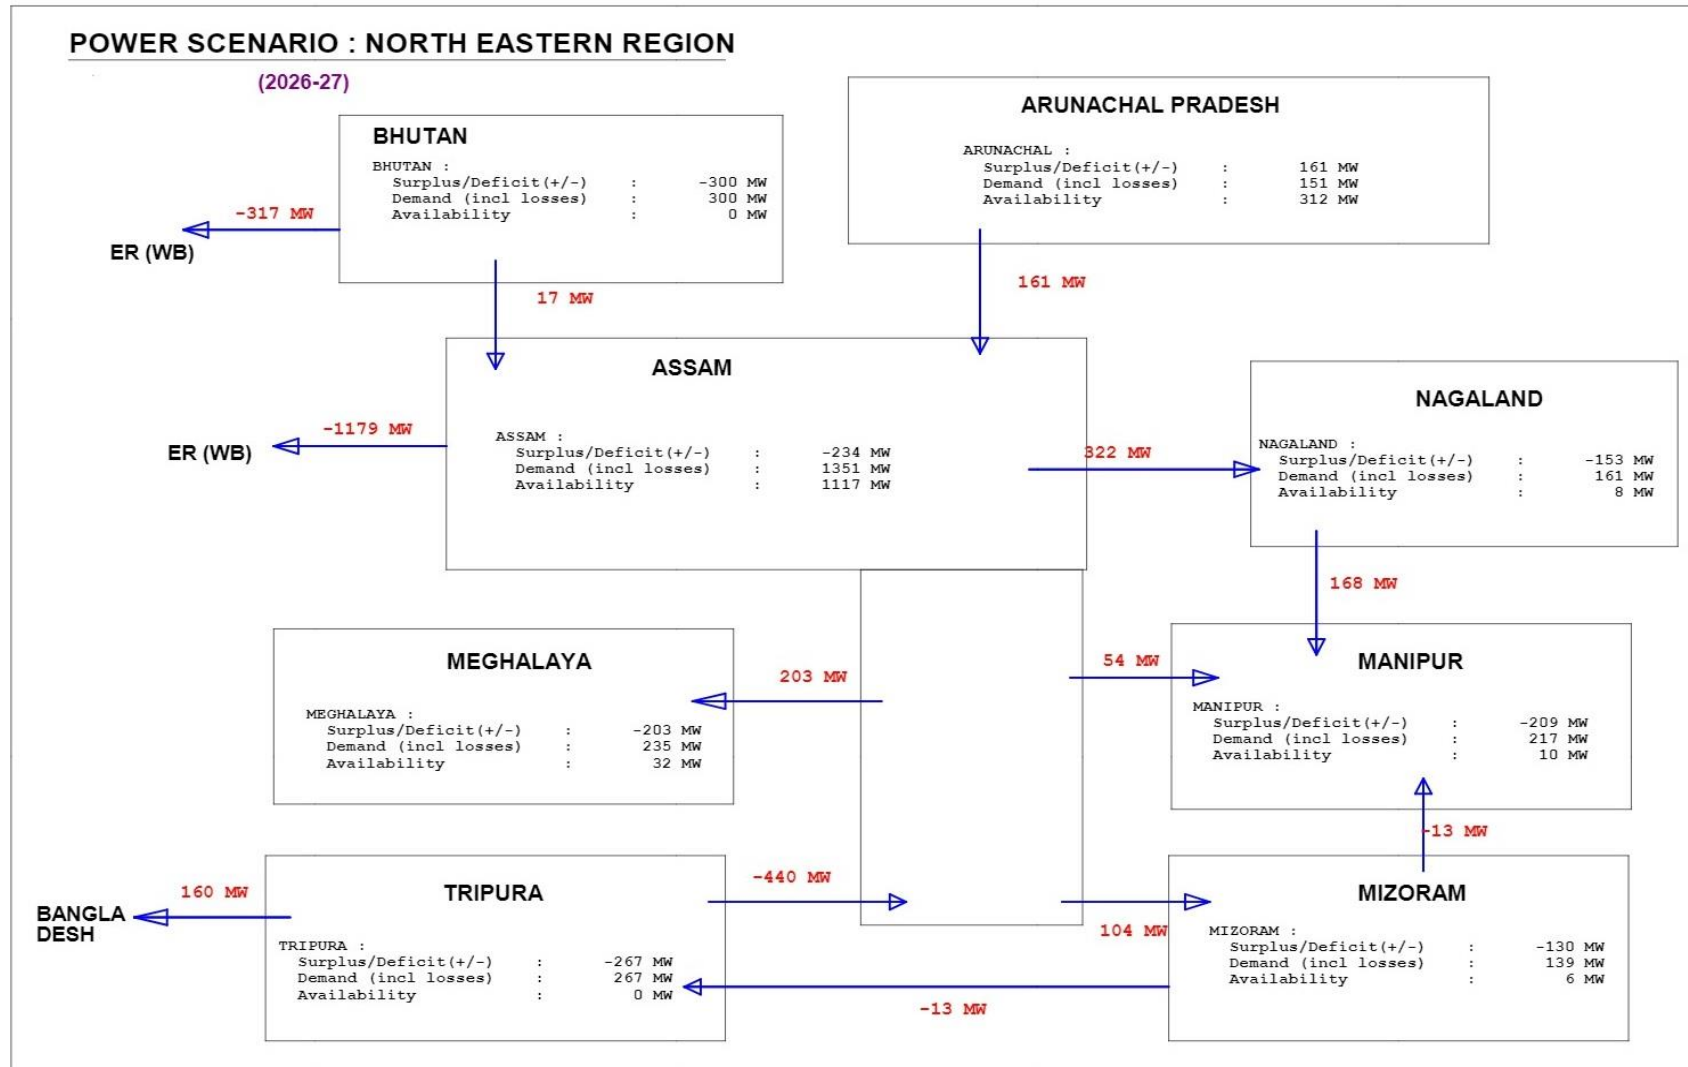 POWER SCENARIO : NORTH EASTERN REGION
(2026-27)
BHUTAN
BHUTAN :
Surplus/Deficit(+/-) : -300 MW
Demand (incl losses) : 300 MW
Availability : 0 MW
ARUNACHAL PRADESH
ARUNACHAL :
Surplus/Deficit(+/-) : 161 MW
Demand (incl losses) : 151 MW
Availability : 312 MW
-317 MW
ER (WB)
17 MW
161 MW
ASSAM
ASSAM :
Surplus/Deficit(+/-) : -234 MW
Demand (incl losses) : 1351 MW
Availability : 1117 MW
-1179 MW
ER (WB)
322 MW
NAGALAND
NAGALAND :
Surplus/Deficit(+/-) : -153 MW
Demand (incl losses) : 161 MW
Availability : 8 MW
168 MW
MEGHALAYA
MEGHALAYA :
Surplus/Deficit(+/-) : -203 MW
Demand (incl losses) : 235 MW
Availability : 32 MW
203 MW
54 MW
MANIPUR
MANIPUR :
Surplus/Deficit(+/-) : -209 MW
Demand (incl losses) : 217 MW
Availability : 10 MW
-13 MW
160 MW
BANGLA
DESH
TRIPURA
TRIPURA :
Surplus/Deficit(+/-) : -267 MW
Demand (incl losses) : 267 MW
Availability : 0 MW
-440 MW
104 MW
MIZORAM
MIZORAM :
Surplus/Deficit(+/-) : -130 MW
Demand (incl losses) : 139 MW
Availability : 6 MW
-13 MW